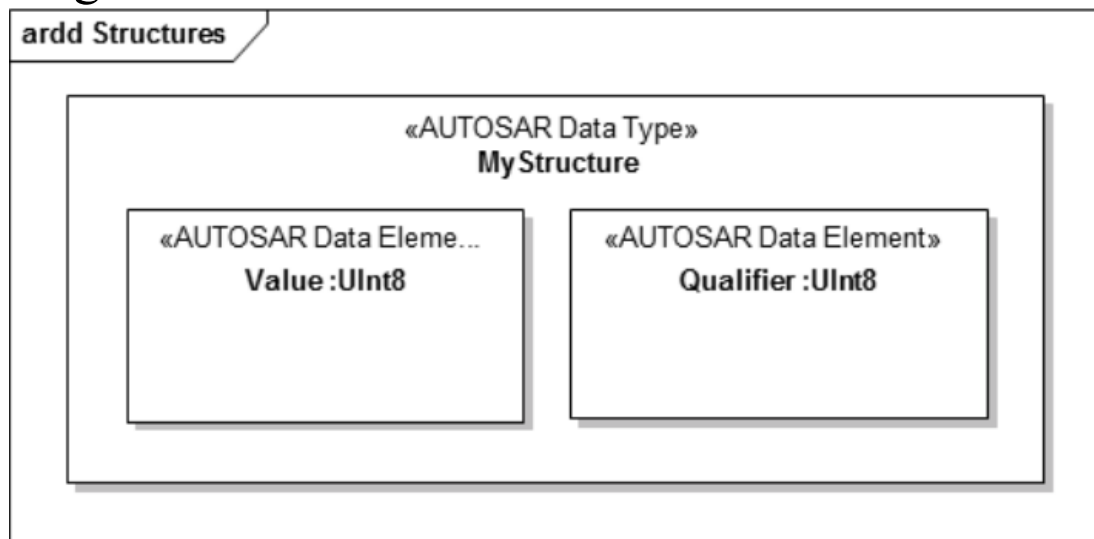 ardd Structures
«AUTOSAR Data Type»
MyStructure
«AUTOSAR Data Eleme...
Value :UInt8
«AUTOSAR Data Element»
Qualifier :UInt8